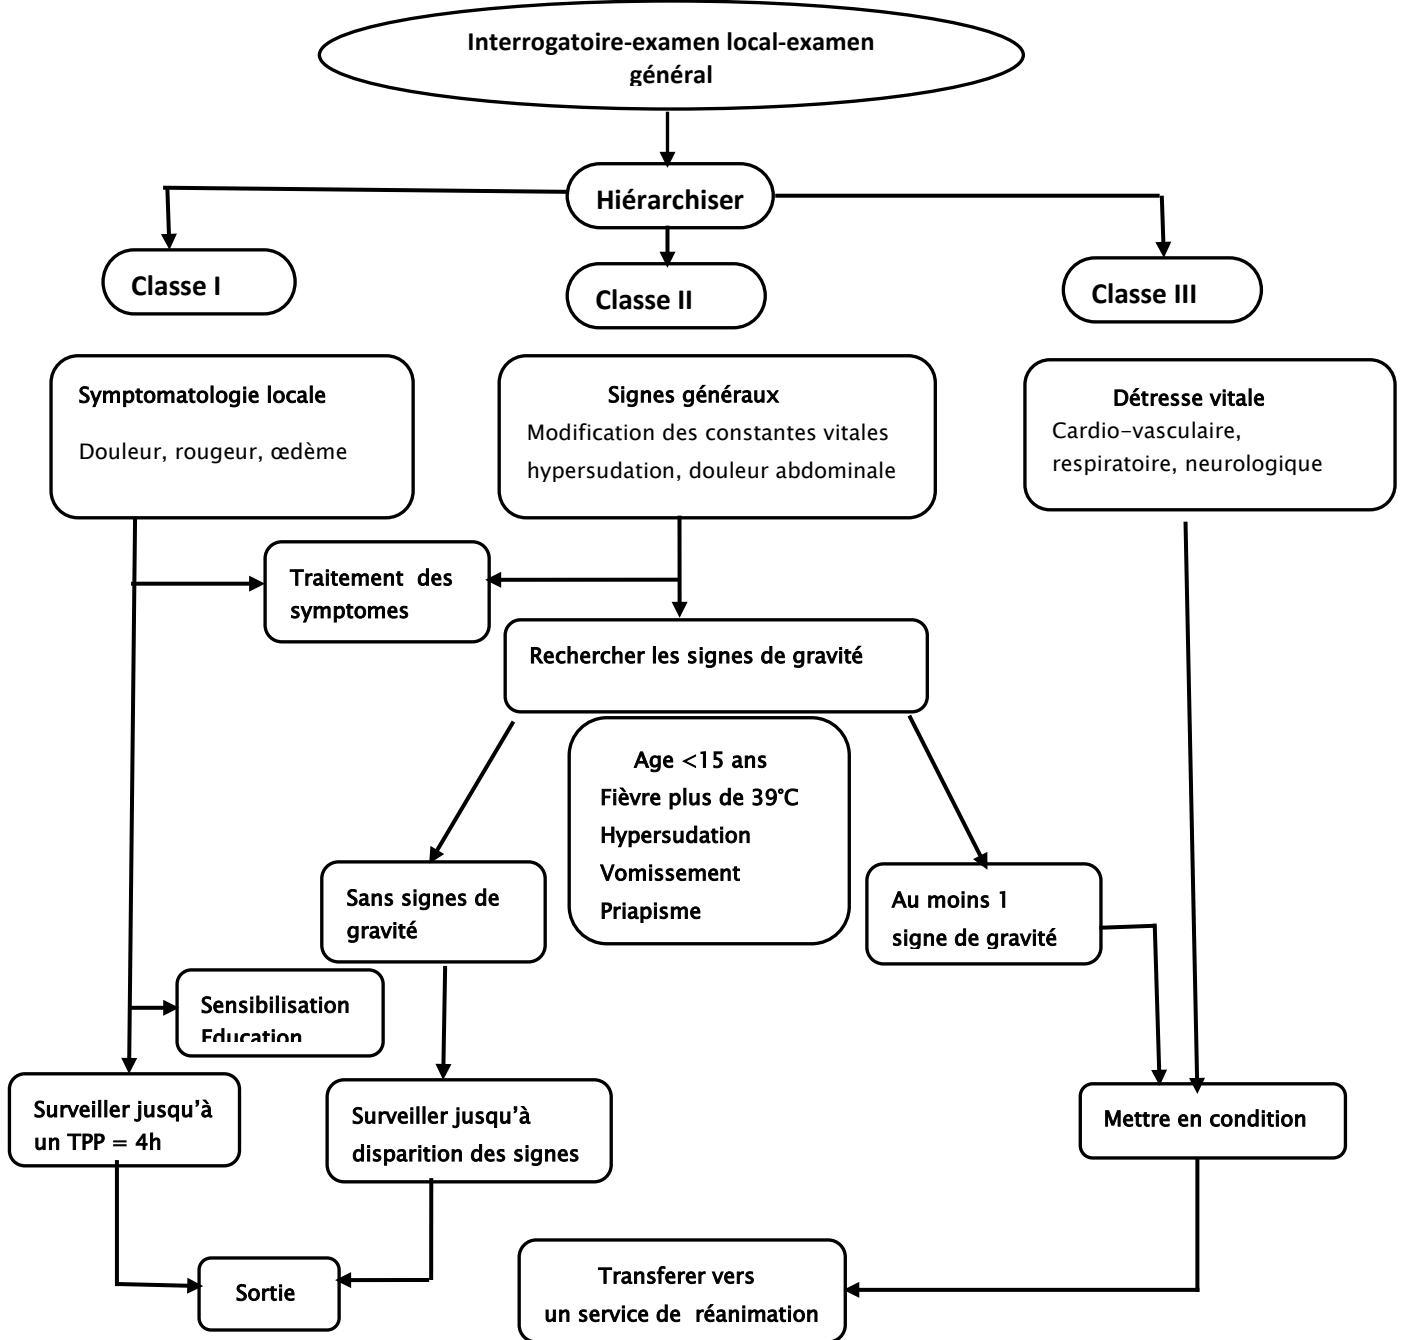 Interrogatoire-examen local-examen
général
Hiérarchiser
Classe I
Classe II
Classe III
Symptomatologie locale
Douleur, rougeur, œdème
Signes généraux
Modification des constantes vitales
hypersudation, douleur abdominale
Détresse vitale
Cardio-vasculaire,
respiratoire, neurologique
Traitement des
symptomes
Rechercher les signes de gravité
Age <15 ans
Fièvre plus de 39°C
Hypersudation
Vomissement
Priapisme
Sans signes de
gravité
Au moins 1
signe de gravité
Sensibilisation
Education
Surveiller jusqu'à
un TPP = 4h
Surveiller jusqu'à
disparition des signes
Mettre en condition
Sortie
Transferer vers
un service de réanimation